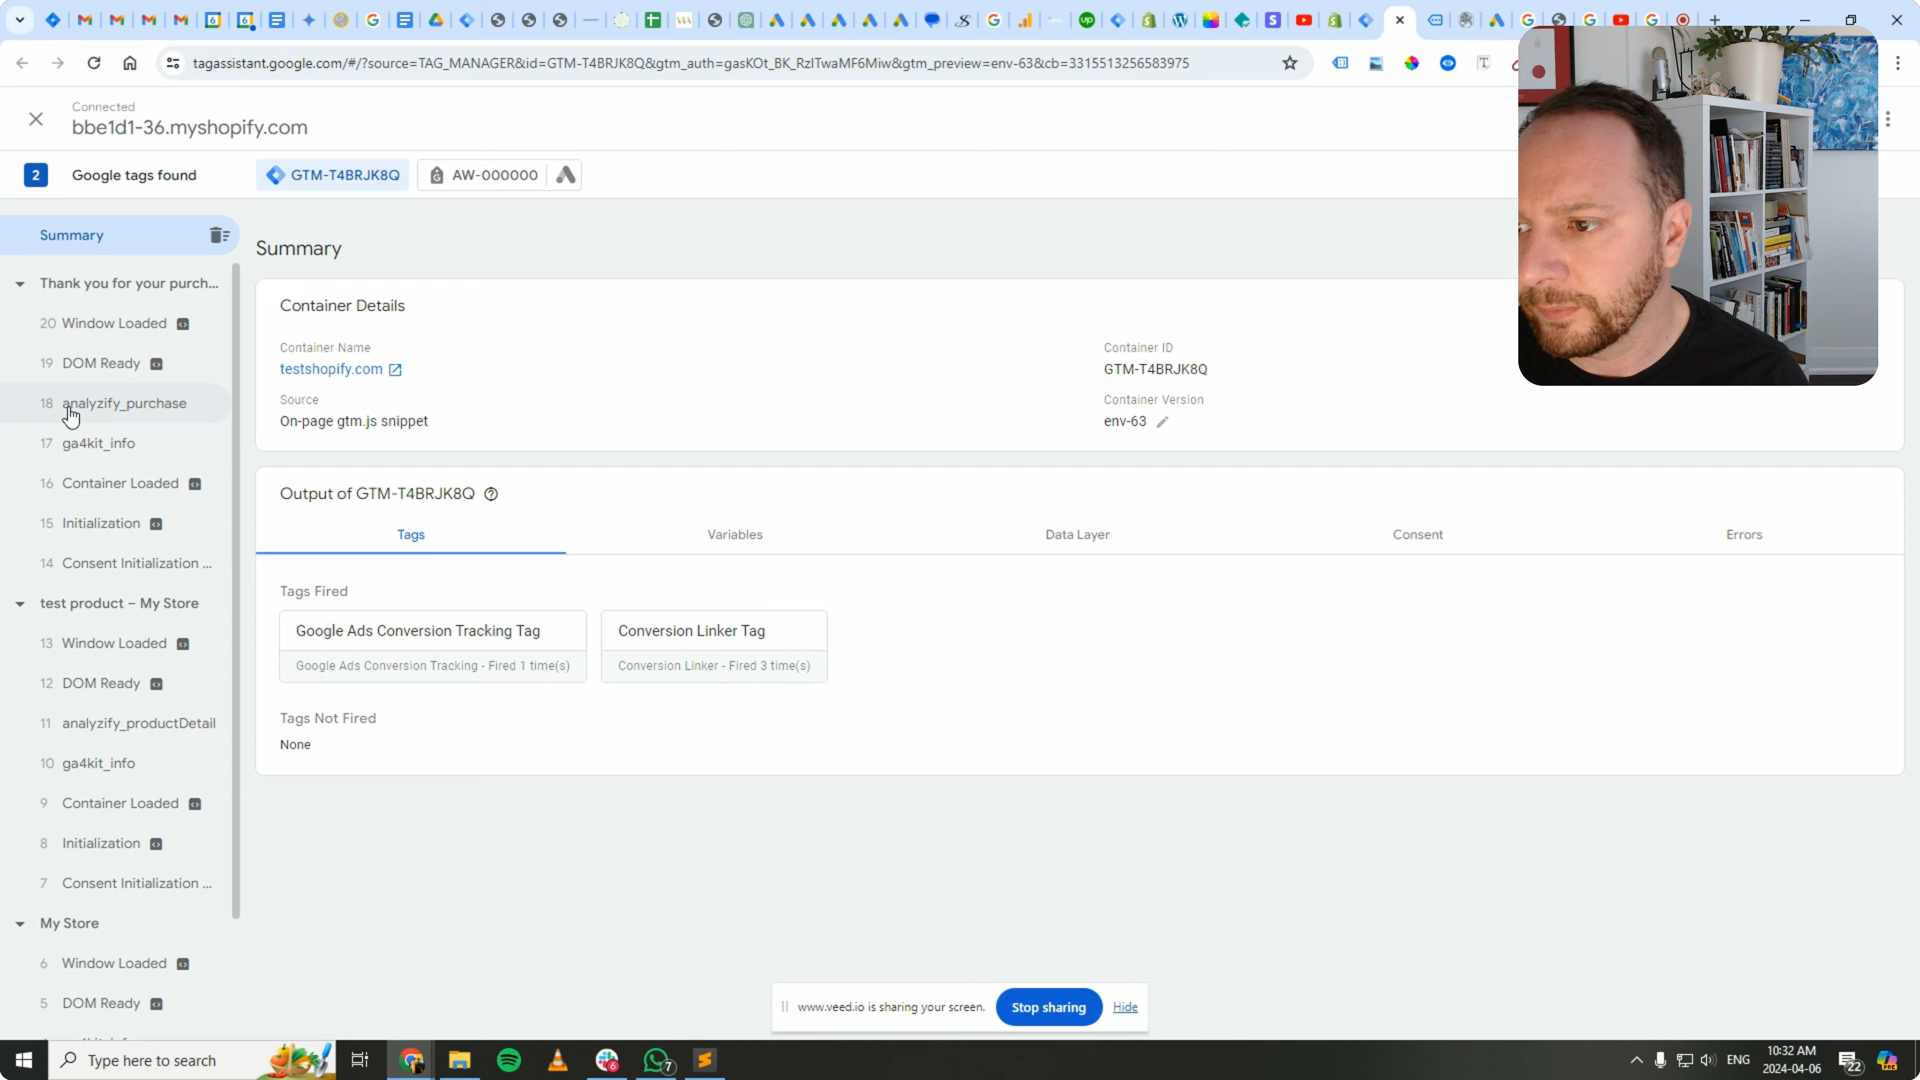 tagassistant.google.com/#/?source=TAG_MANAGER&id=GTM-T4BRJK8Q&gtm_auth=gasKOt_BK_RzITwaMF6Miw&gtm_preview=env-63&cb=3315513256583975
Connected
bbe1d1-36.myshopify.com
2 Google tags found GTM-T4BRJK8Q AW-000000
Summary
Thank you for your purch...
20 Window Loaded
19 DOM Ready
18 analyzify_purchase
17 ga4kit_info
16 Container Loaded
15 Initialization
14 Consent Initialization ...
test product – My Store
13 Window Loaded
12 DOM Ready
11 analyzify_productDetail
10 ga4kit_info
9 Container Loaded
8 Initialization
7 Consent Initialization ...
My Store
6 Window Loaded
5 DOM Ready
Summary
Container Details
Container Name
testshopify.com
Container ID
GTM-T4BRJK8Q
Source
On-page gtm.js snippet
Container Version
env-63
Output of GTM-T4BRJK8Q
Tags Variables Data Layer Consent Errors
Tags Fired
Google Ads Conversion Tracking Tag
Google Ads Conversion Tracking - Fired 1 time(s)
Conversion Linker Tag
Conversion Linker - Fired 3 time(s)
Tags Not Fired
None
www.veed.io is sharing your screen. Stop sharing Hide
Type here to search
7
ENG
10:32 AM
2024-04-06
22